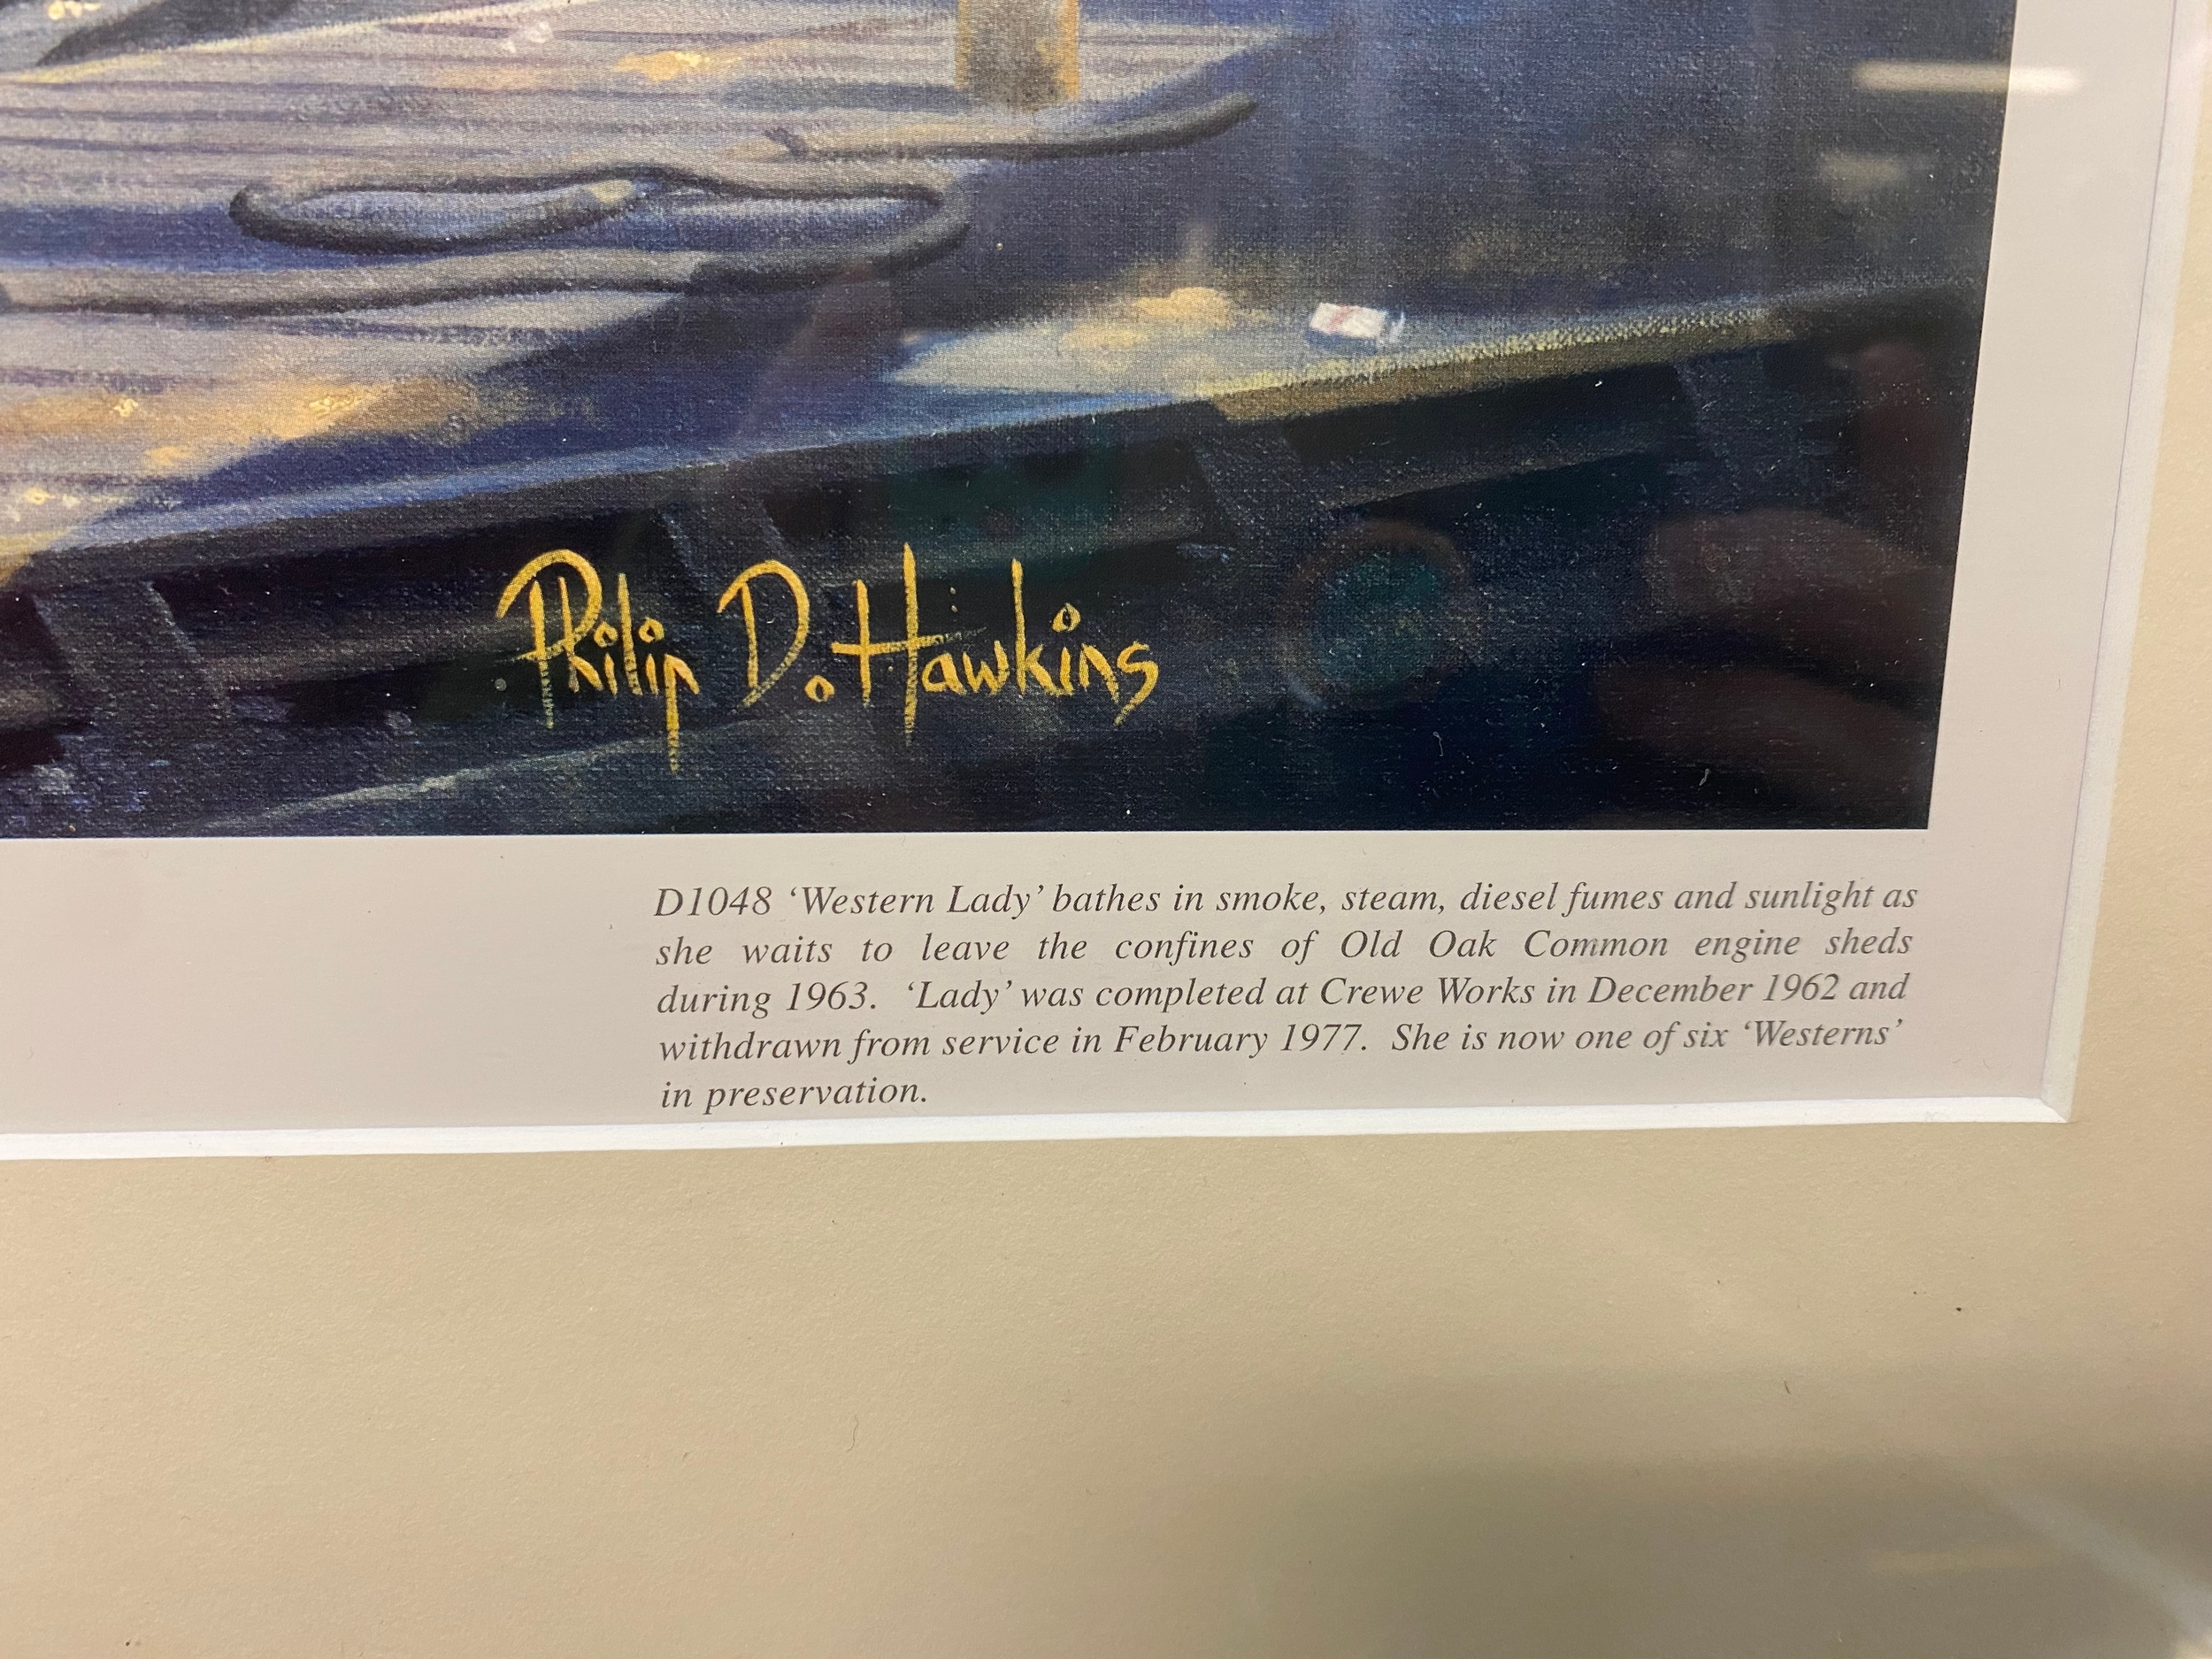 Philip D. Hawkins
D1048 ‘Western Lady’ bathes in smoke, steam, diesel fumes and sunlight as
she waits to leave the confines of Old Oak Common engine sheds
during 1963. ‘Lady’ was completed at Crewe Works in December 1962 and
withdrawn from service in February 1977. She is now one of six ‘Westerns’
in preservation.